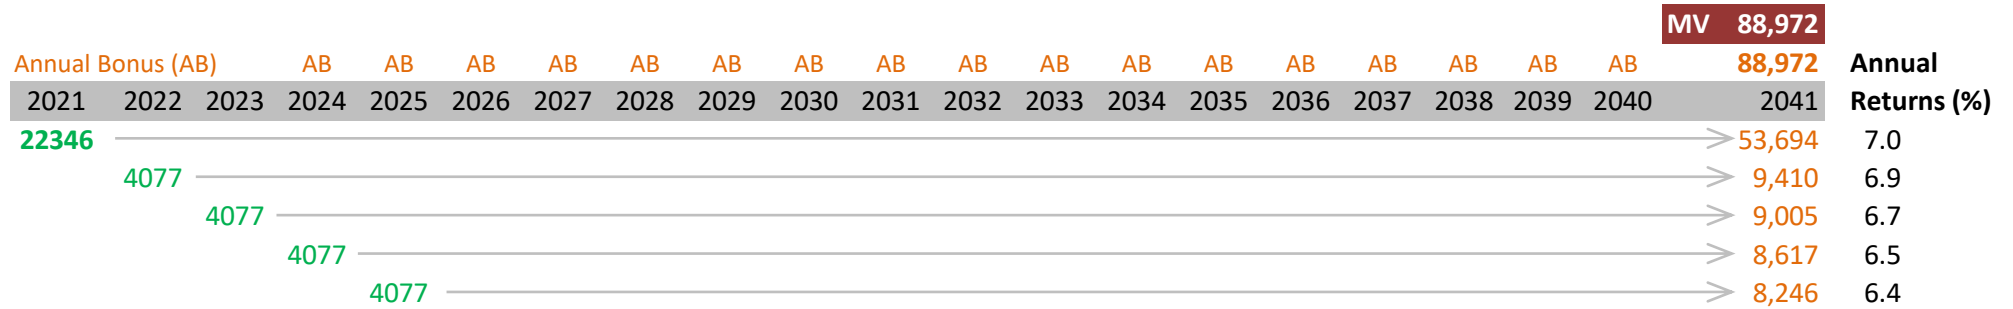 MV 88,972
Annual Bonus (AB) AB AB AB AB AB AB AB AB AB AB AB AB AB AB AB AB AB 88,972 Annual
2021 2022 2023 2024 2025 2026 2027 2028 2029 2030 2031 2032 2033 2034 2035 2036 2037 2038 2039 2040 2041 Returns (%)
22346 53,694 7.0
4077 9,410 6.9
4077 9,005 6.7
4077 8,617 6.5
4077 8,246 6.4